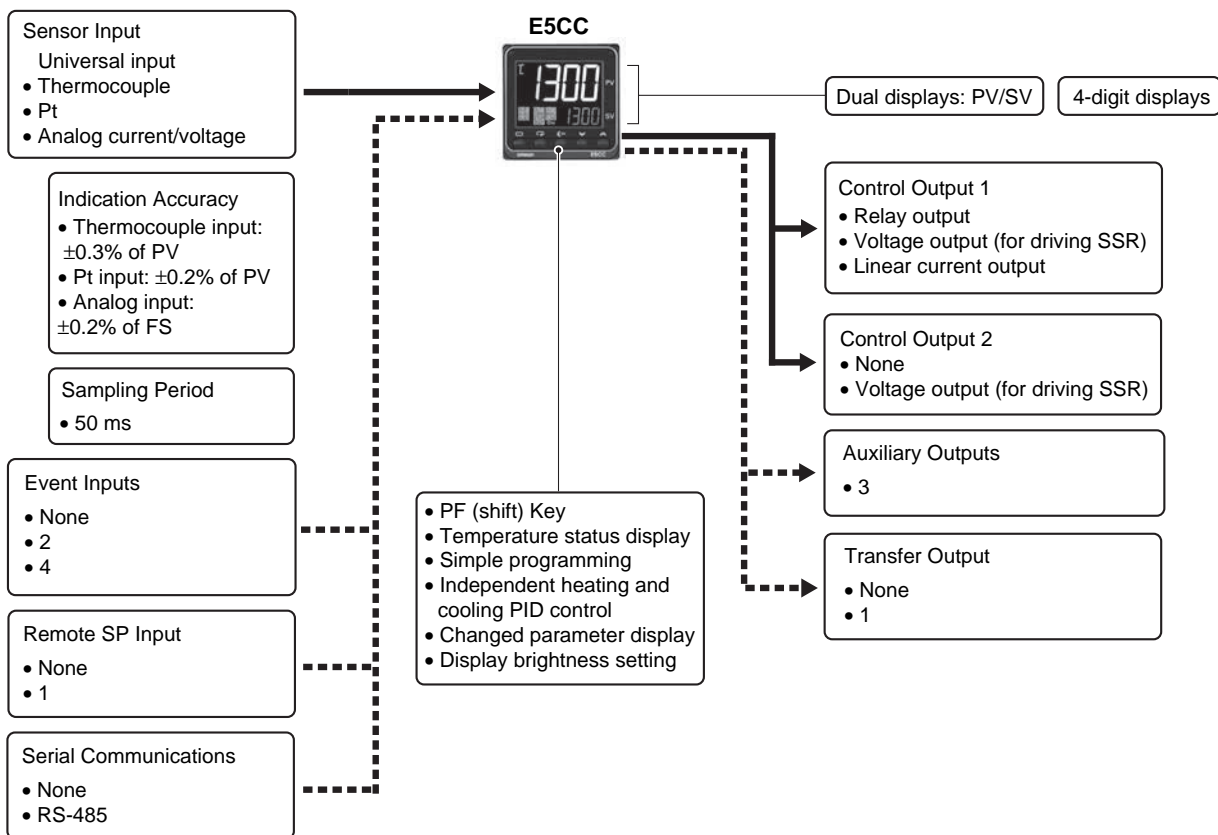 E5CC
Sensor Input
Universal input
• Thermocouple
• Pt
• Analog current/voltage
Indication Accuracy
• Thermocouple input:
±0.3% of PV
• Pt input: ±0.2% of PV
• Analog input:
±0.2% of FS
Sampling Period
• 50 ms
Event Inputs
• None
• 2
• 4
Remote SP Input
• None
• 1
Serial Communications
• None
• RS-485
1300
PV
1300
SV
E5CC
• PF (shift) Key
• Temperature status display
• Simple programming
• Independent heating and
cooling PID control
• Changed parameter display
• Display brightness setting
Dual displays: PV/SV
4-digit displays
Control Output 1
• Relay output
• Voltage output (for driving SSR)
• Linear current output
Control Output 2
• None
• Voltage output (for driving SSR)
Auxiliary Outputs
• 3
Transfer Output
• None
• 1